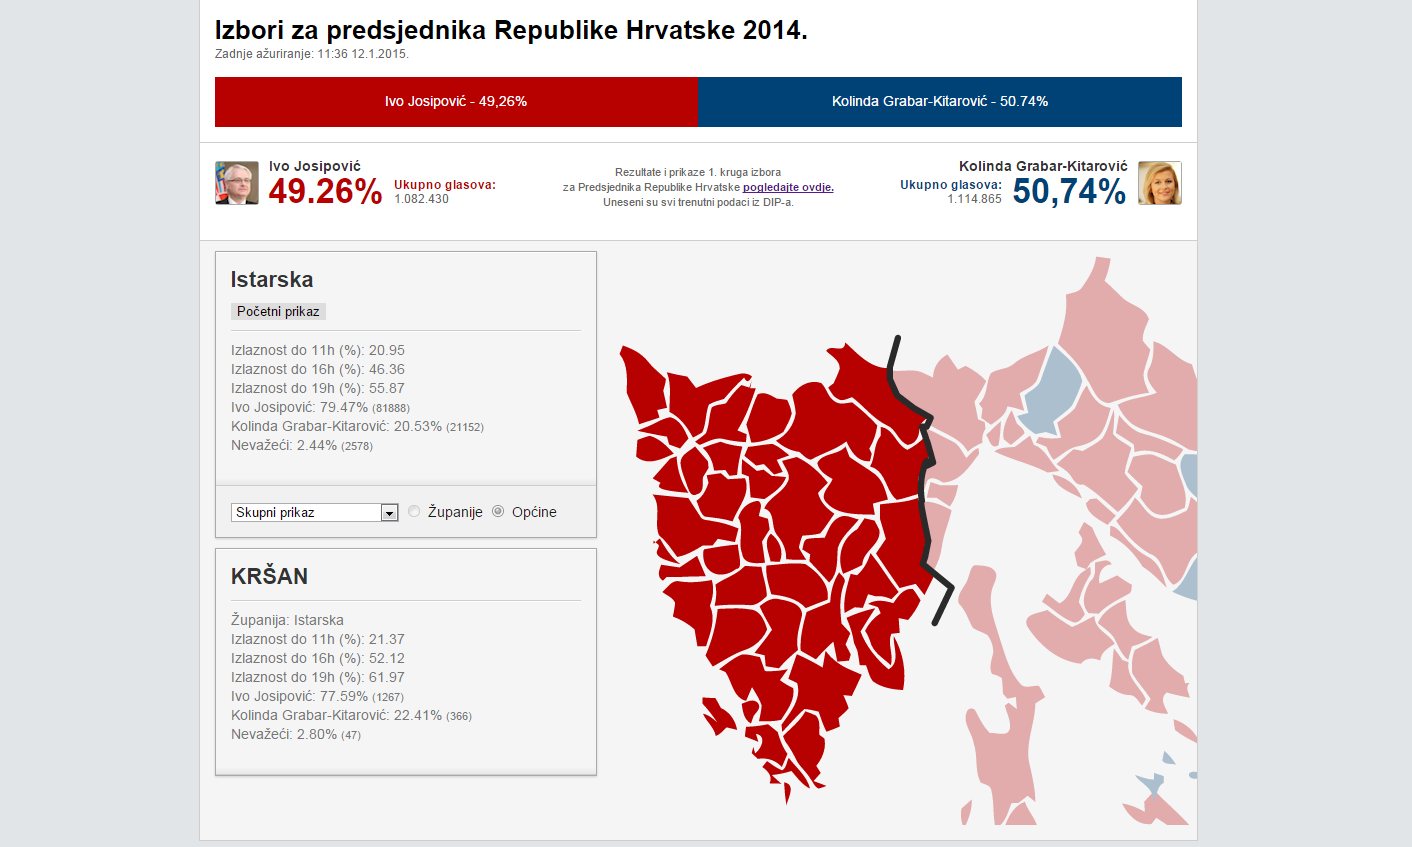 Izbori za predsjednika Republike Hrvatske 2014.
Zadnje ažuriranje: 11:36 12.1.2015.
Ivo Josipović - 49,26%
Kolinda Grabar-Kitarović - 50.74%
Ivo Josipović
49.26%
Ukupno glasova:
1.082.430
Rezultate i prikaze 1. kruga izbora
za Predsjednika Republike Hrvatske pogledajte ovdje.
Uneseni su svi trenutni podaci iz DIP-a.
Kolinda Grabar-Kitarović
Ukupno glasova:
1.114.865
50,74%
Istarska
Početni prikaz
Izlaznost do 11h (%): 20.95
Izlaznost do 16h (%): 46.36
Izlaznost do 19h (%): 55.87
Ivo Josipović: 79.47% (81888)
Kolinda Grabar-Kitarović: 20.53% (21152)
Nevažeći: 2.44% (2578)
Skupni prikaz
Županije
Općine
KRŠAN
Županija: Istarska
Izlaznost do 11h (%): 21.37
Izlaznost do 16h (%): 52.12
Izlaznost do 19h (%): 61.97
Ivo Josipović: 77.59% (1267)
Kolinda Grabar-Kitarović: 22.41% (366)
Nevažeći: 2.80% (47)